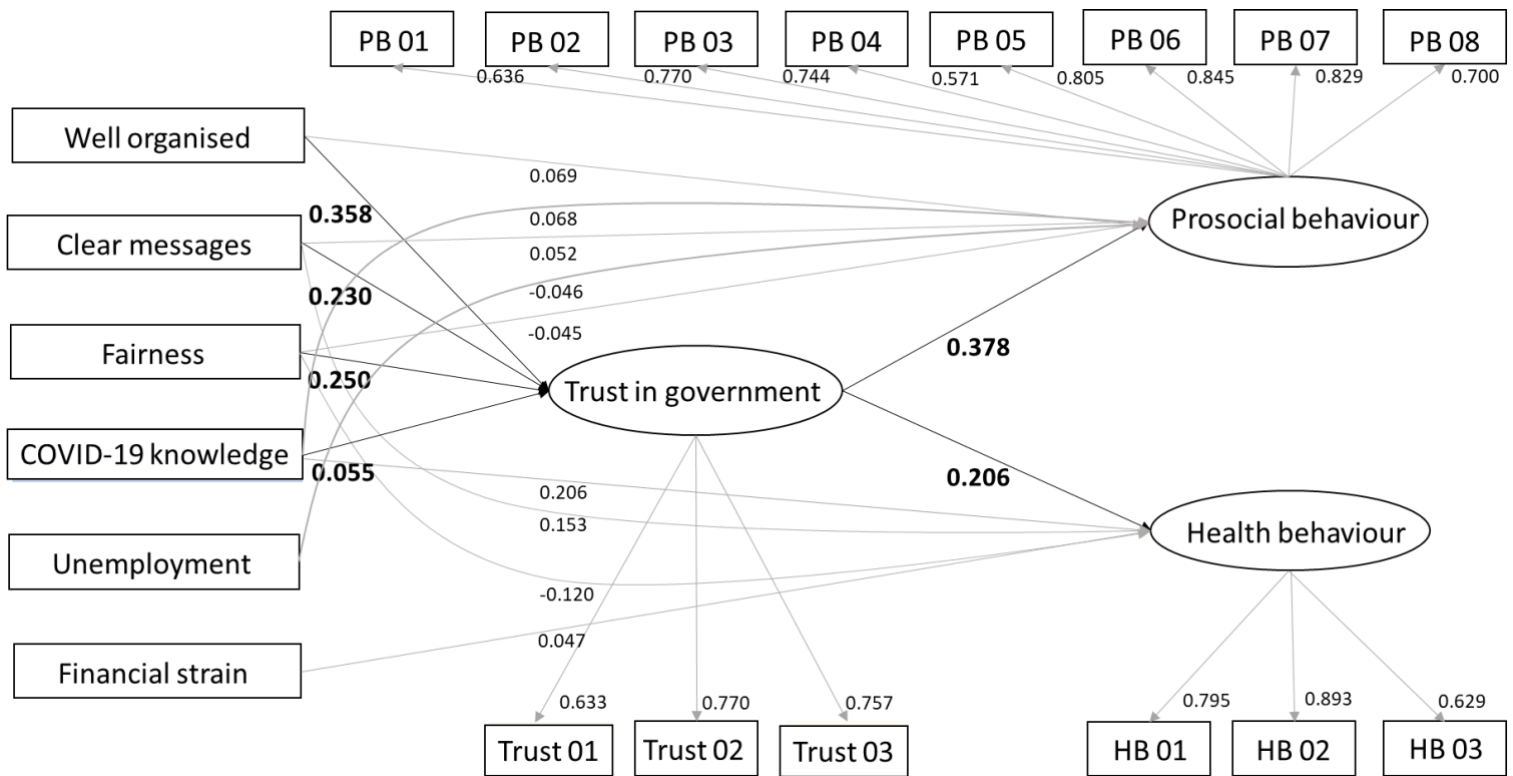 PB 01
PB 02
PB 03
PB 04
PB 05
PB 06
PB 07
PB 08
0.636
0.770
0.744
0.571
0.805
0.845
0.829
0.700
Well organised
0.069
0.358
0.068
Prosocial behaviour
Clear messages
0.052
0.230
-0.046
-0.045
Fairness
0.378
0.250
Trust in government
COVID-19 knowledge
0.055
0.206
0.206
0.153
Health behaviour
Unemployment
-0.120
0.047
Financial strain
0.633
0.770
0.757
0.795
0.893
0.629
Trust 01
Trust 02
Trust 03
HB 01
HB 02
HB 03